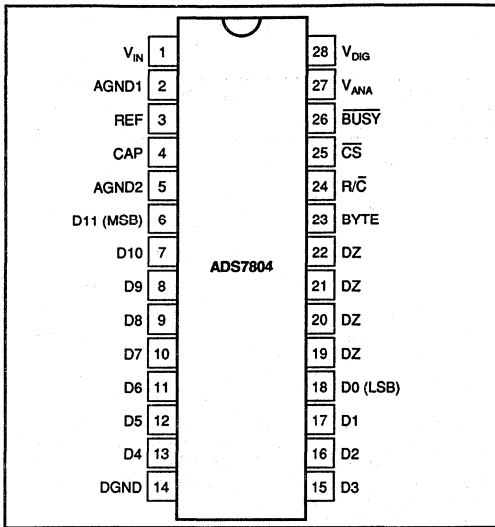 V_IN 1 28 V_DIG
AGND1 2 27 V_ANA
REF 3 26 B̅U̅S̅Y̅
CAP 4 25 C̅S̅
AGND2 5 24 R/C̅
D11 (MSB) 6 23 BYTE
D10 7 22 DZ
ADS7804
D9 8 21 DZ
D8 9 20 DZ
D7 10 19 DZ
D6 11 18 D0 (LSB)
D5 12 17 D1
D4 13 16 D2
DGND 14 15 D3